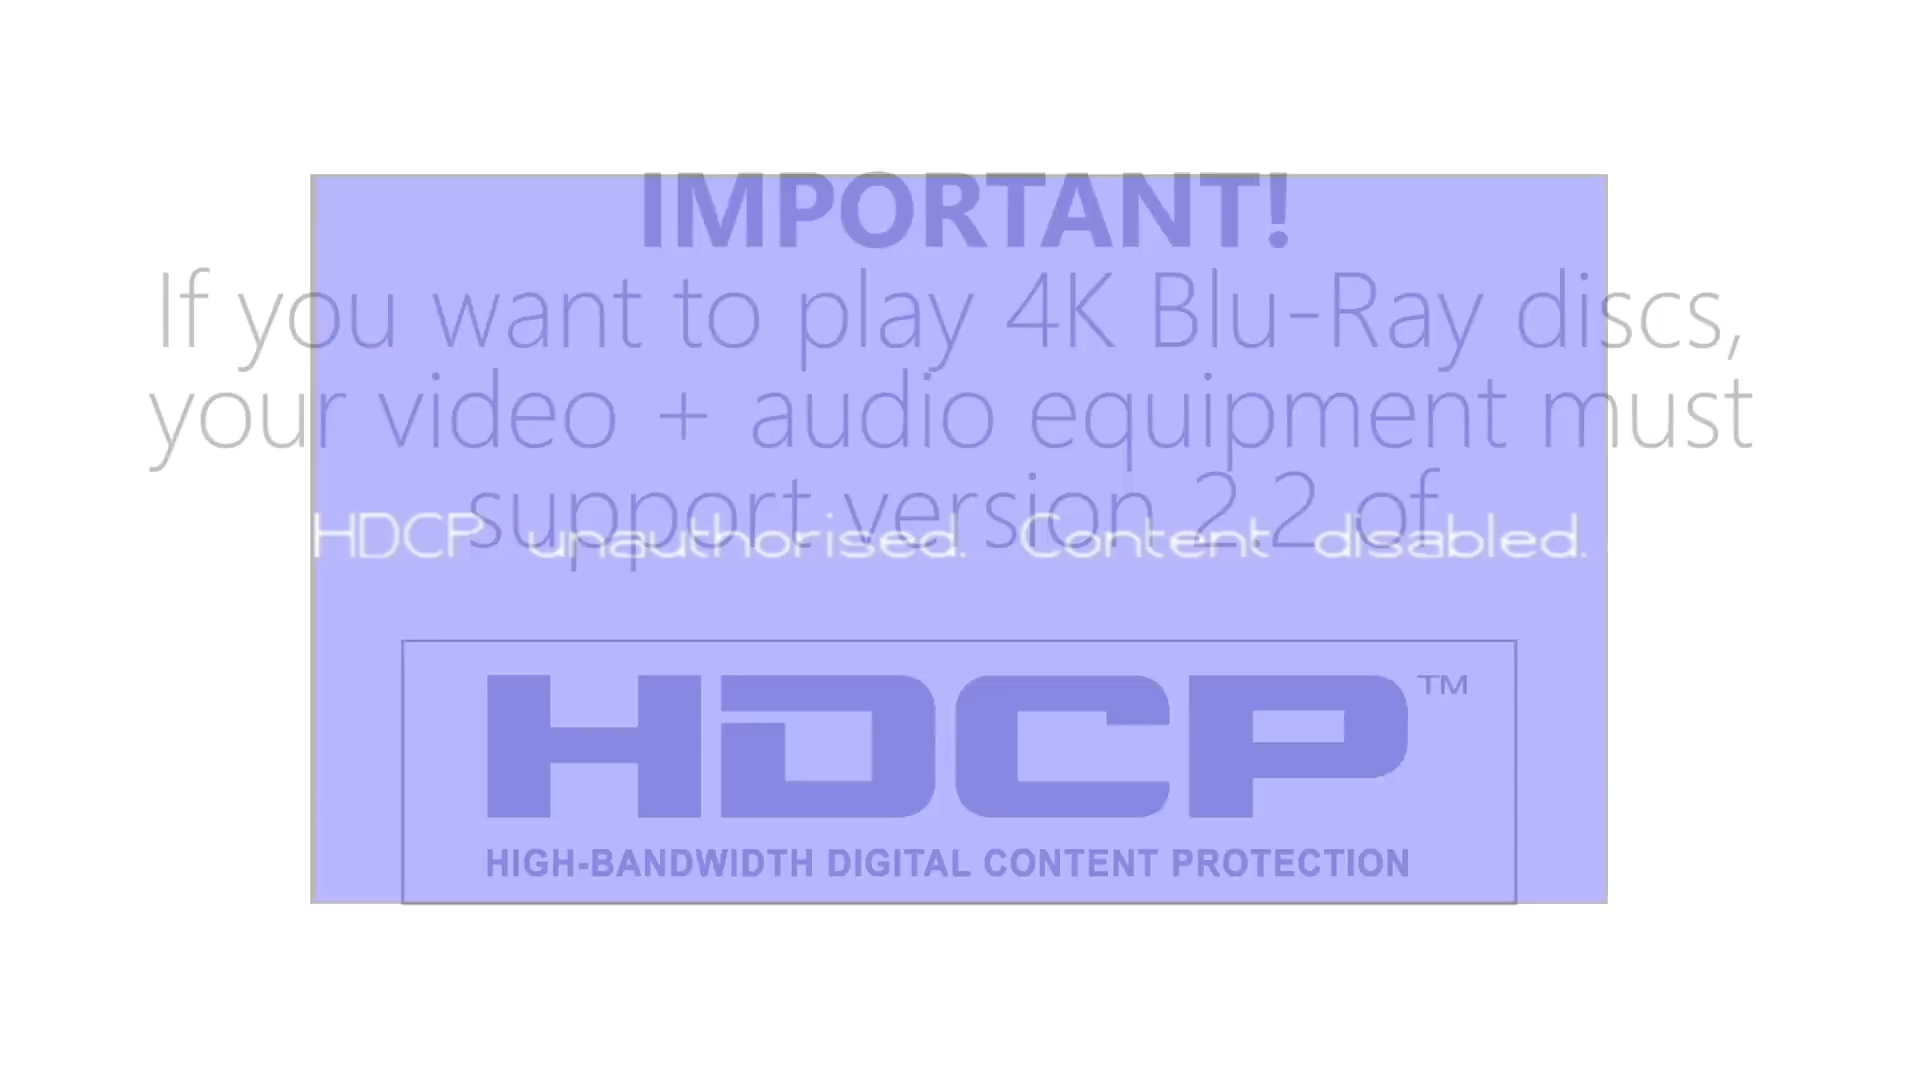 IMPORTANT!
If you want to play 4K Blu-Ray discs,
your video + audio equipment must
support version 2.2 of
HDCP unauthorised. Content disabled.
HDCP™
HIGH-BANDWIDTH DIGITAL CONTENT PROTECTION